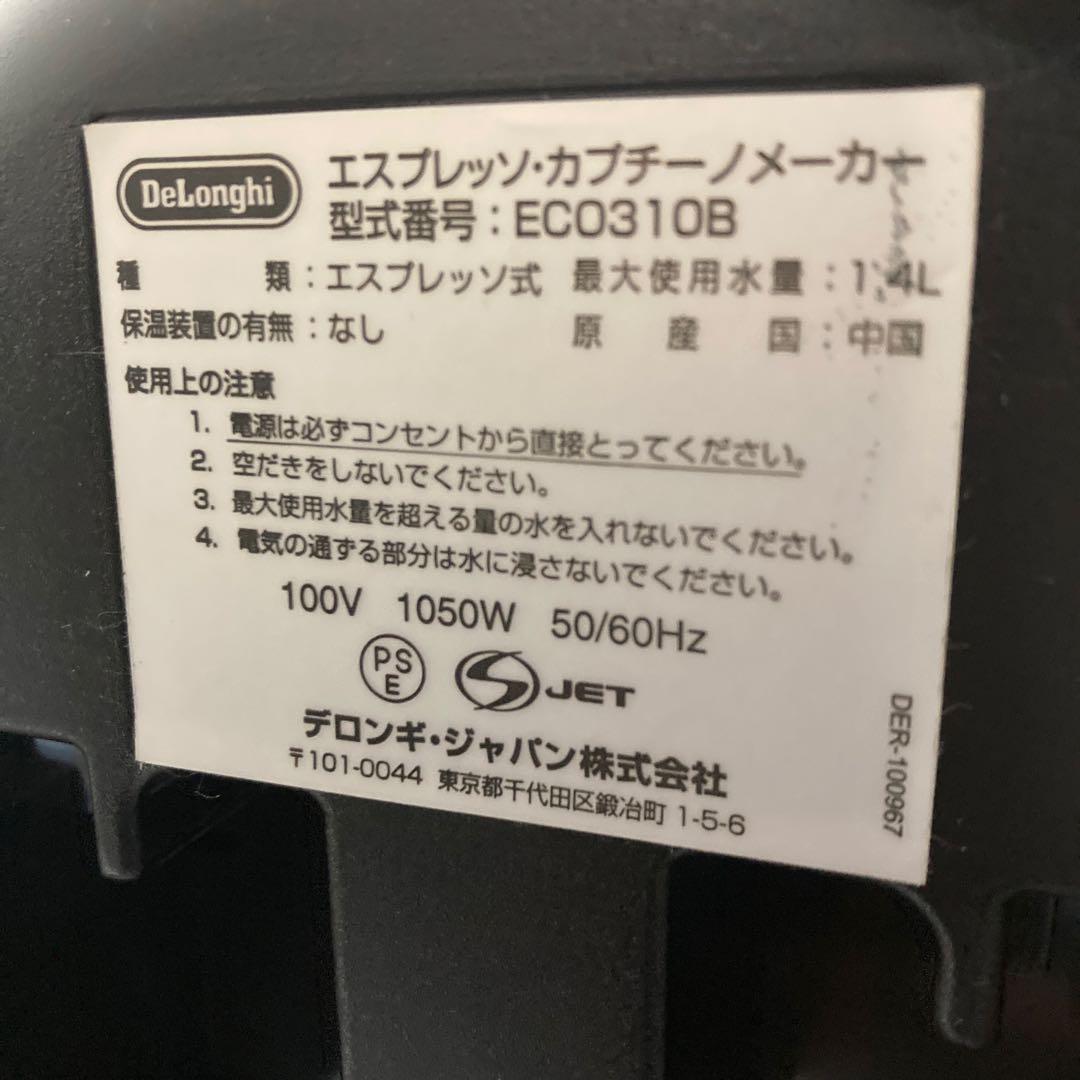 DeLonghi
エスプレッソ・カプチーノメーカー
型式番号：ECO310B
種類：エスプレッソ式 最大使用水量：1.4L
保温装置の有無：なし 原産国：中国
使用上の注意
1. 電源は必ずコンセントから直接とってください。
2. 空だきをしないでください。
3. 最大使用水量を超える量の水を入れないでください。
4. 電気の通ずる部分は水に浸さないでください。
100V 1050W 50/60Hz
PS
E
JET
デロンギ・ジャパン株式会社
〒101-0044 東京都千代田区鍛冶町 1-5-6
DER-100967